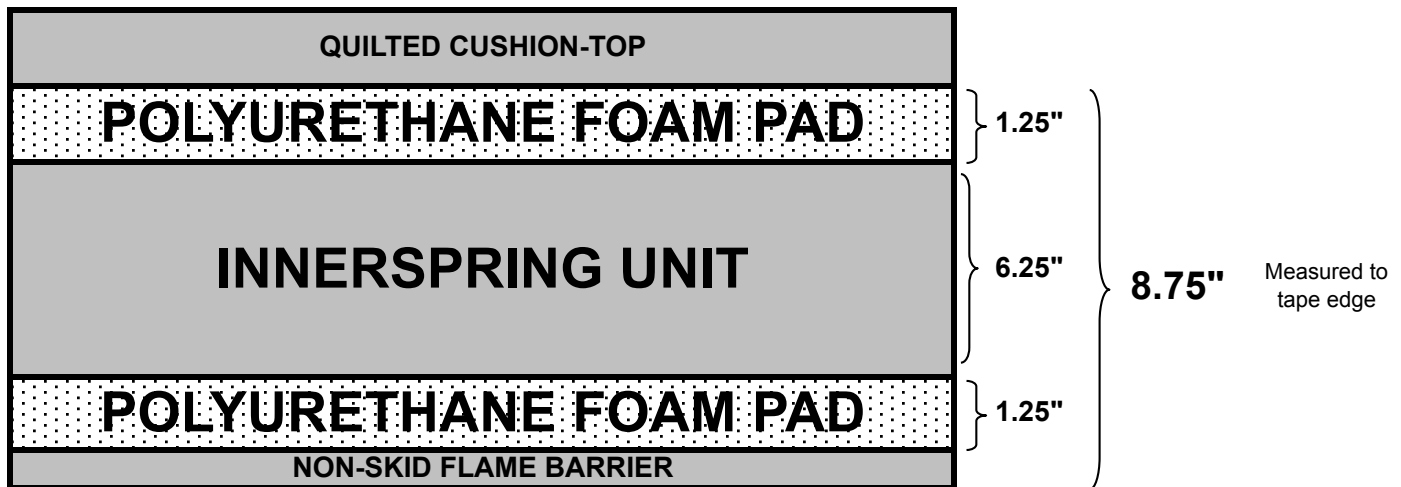 QUILTED CUSHION-TOP
POLYURETHANE FOAM PAD
1.25"
INNERSPRING UNIT
6.25"
8.75"
Measured to
tape edge
POLYURETHANE FOAM PAD
1.25"
NON-SKID FLAME BARRIER